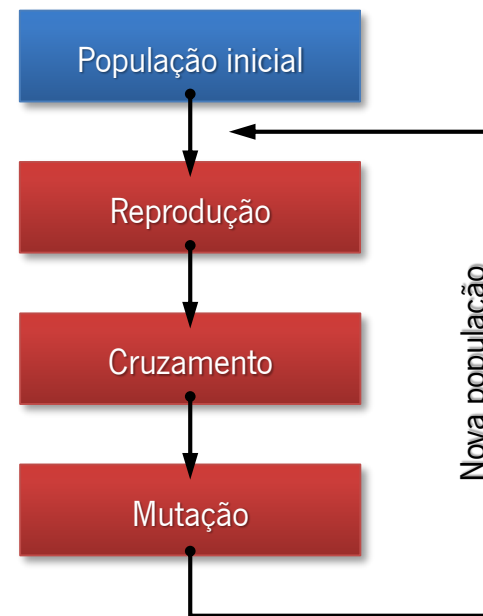 População inicial
Reprodução
Cruzamento
Mutação
Nova população